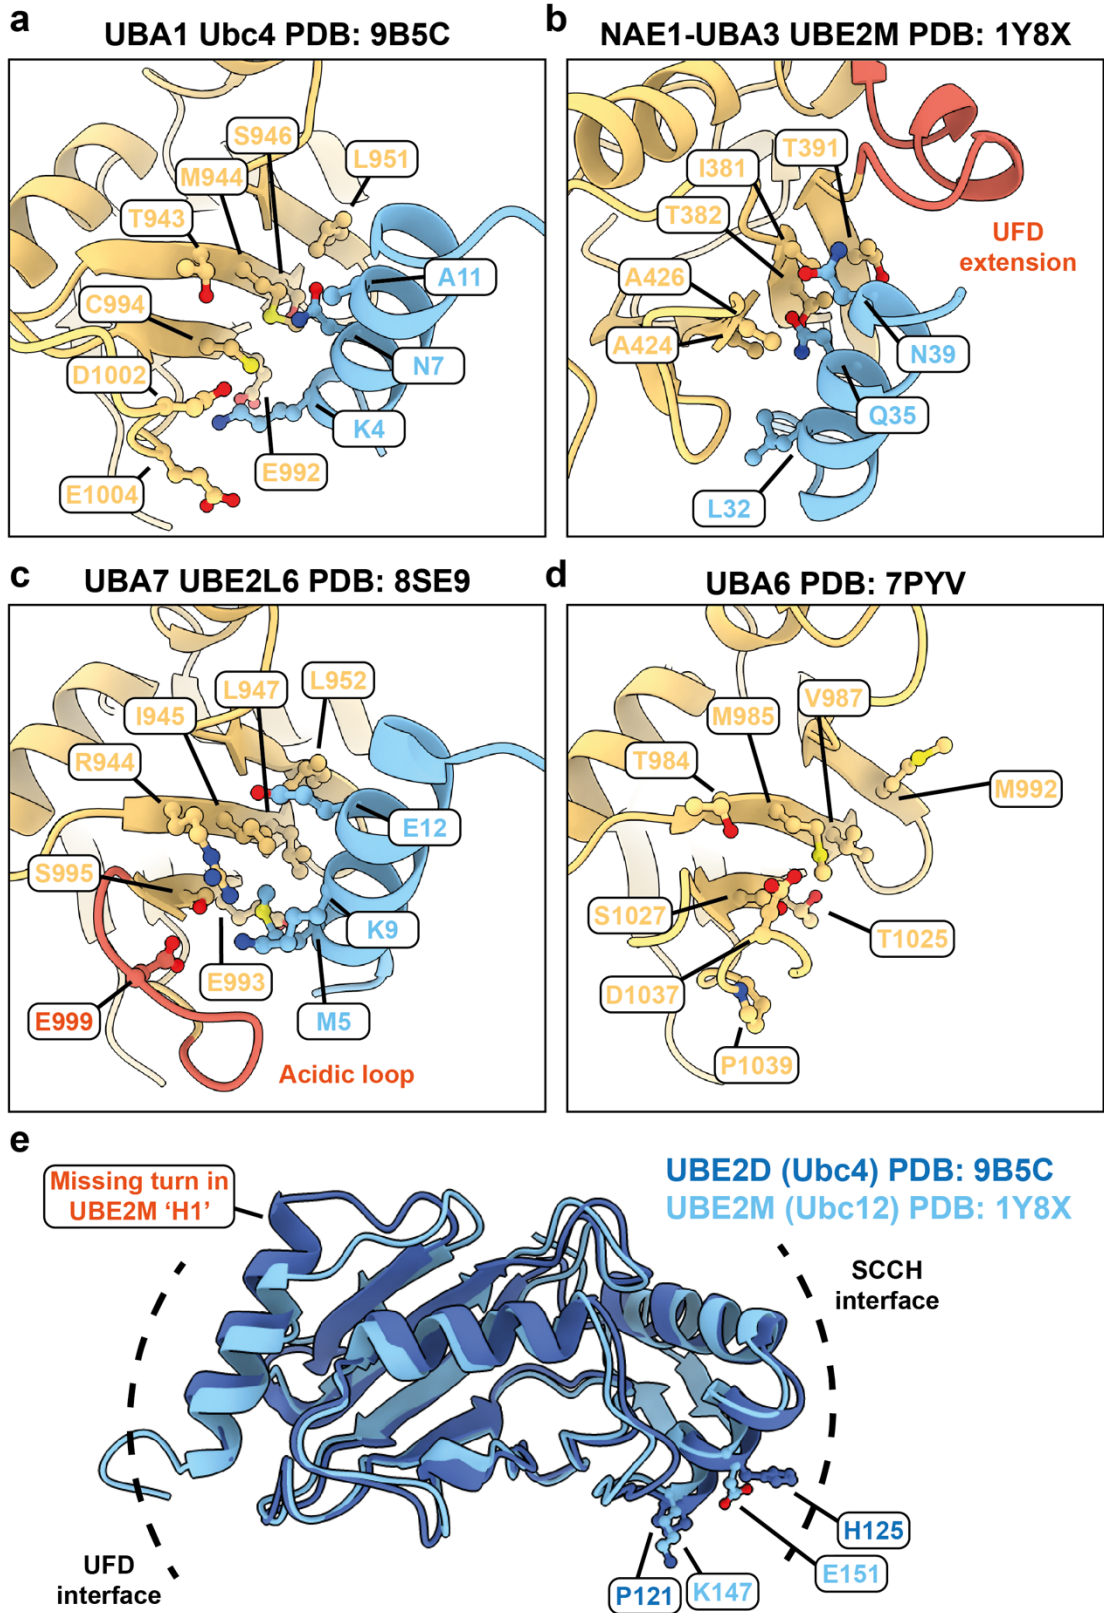 a
UBA1 Ubc4 PDB: 9B5C
S946
L951
M944
T943
A11
C994
N7
D1002
K4
E992
E1004
b
NAE1-UBA3 UBE2M PDB: 1Y8X
T391
I381
T382
UFD
extension
A426
A424
N39
Q35
L32
c
UBA7 UBE2L6 PDB: 8SE9
L952
L947
I945
R944
E12
S995
K9
E993
E999
M5
Acidic loop
d
UBA6 PDB: 7PYV
V987
M985
T984
M992
S1027
T1025
D1037
P1039
e
Missing turn in
UBE2M ‘H1’
UBE2D (Ubc4) PDB: 9B5C
UBE2M (Ubc12) PDB: 1Y8X
SCCH
interface
H125
UFD
interface
E151
P121
K147